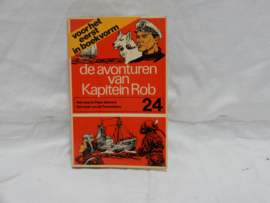 voor het
eerst
in boekvorm
de avonturen
van
Kapitein Rob
24